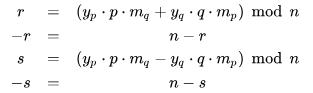 r = (y_p · p · m_q + y_q · q · m_p) mod n
−r = n − r
s = (y_p · p · m_q − y_q · q · m_p) mod n
−s = n − s